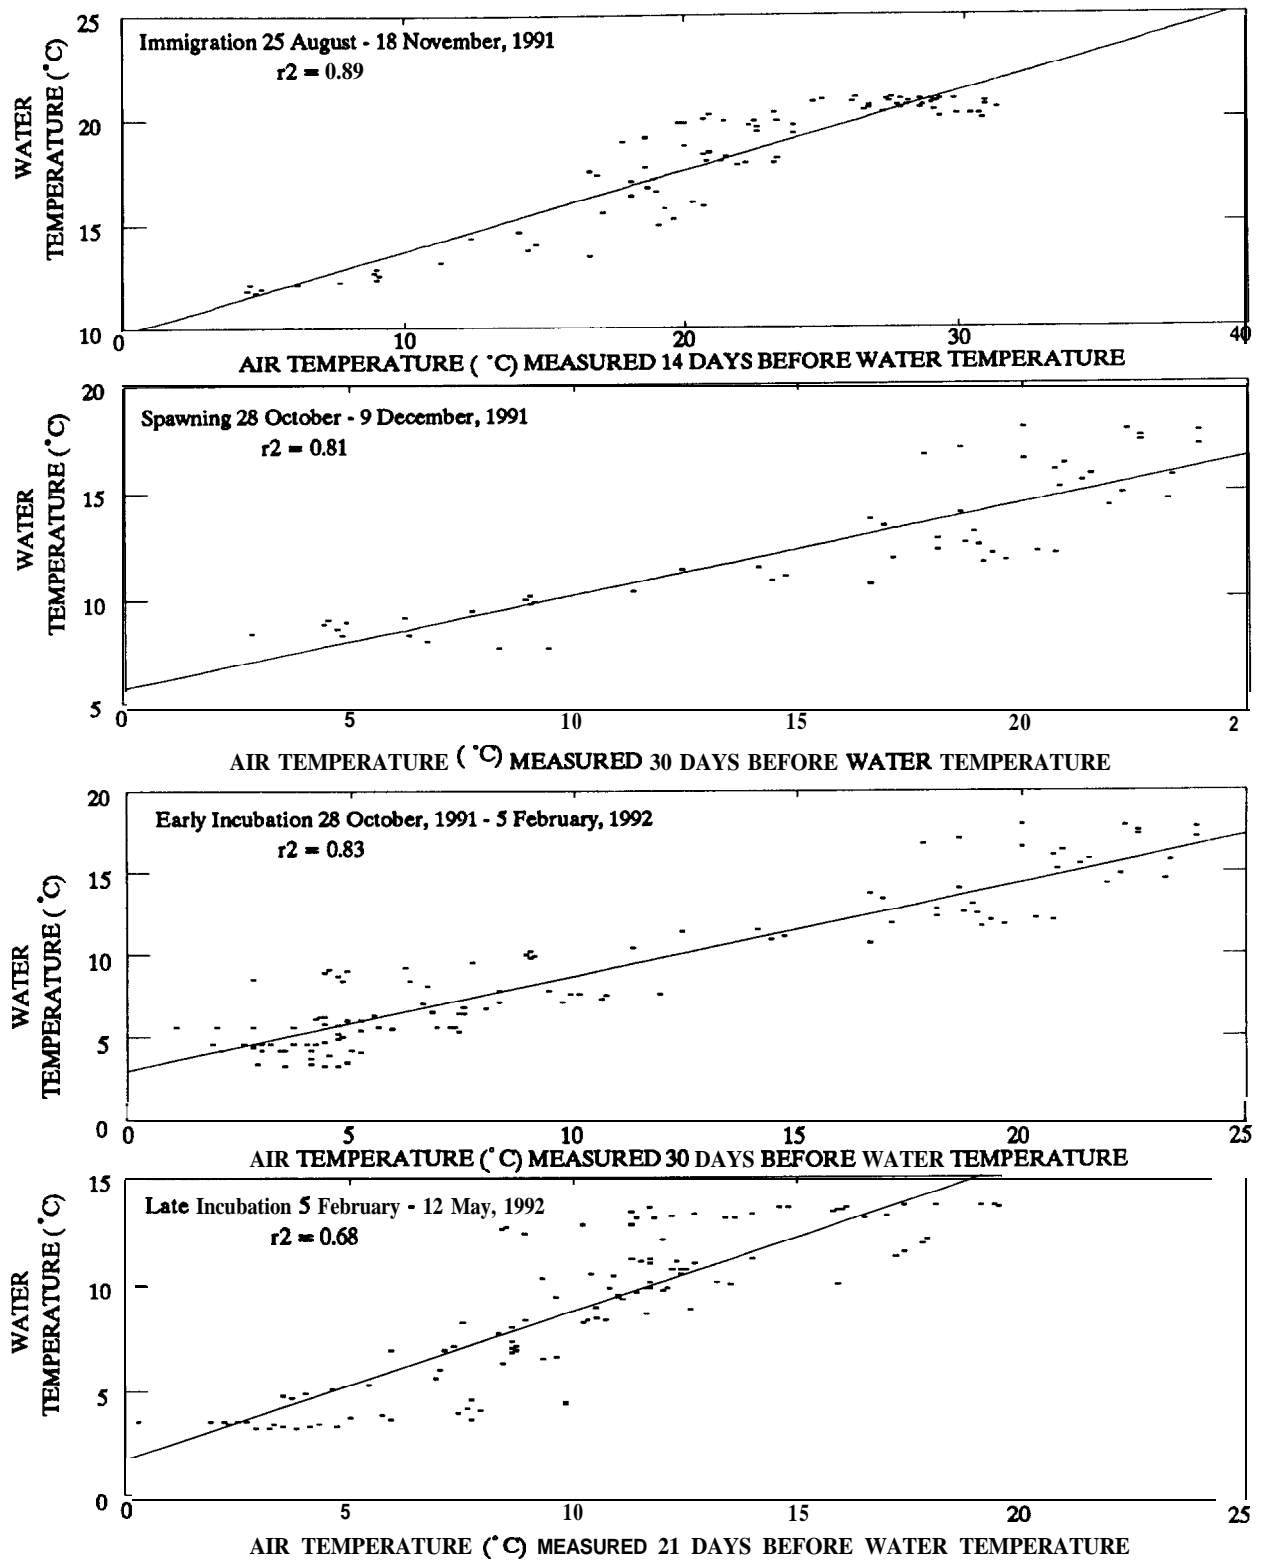 25
20
15
10
WATER
TEMPERATURE (°C)
Immigration 25 August - 18 November, 1991
r2 = 0.89
0 10 20 30 40
AIR TEMPERATURE ( °C) MEASURED 14 DAYS BEFORE WATER TEMPERATURE
20
15
10
5
WATER
TEMPERATURE (°C)
Spawning 28 October - 9 December, 1991
r2 = 0.81
0 5 10 15 20 2
AIR TEMPERATURE (°C) MEASURED 30 DAYS BEFORE WATER TEMPERATURE
20
15
10
5
0
WATER
TEMPERATURE (°C)
Early Incubation 28 October, 1991 - 5 February, 1992
r2 = 0.83
0 5 10 15 20 25
AIR TEMPERATURE (°C) MEASURED 30 DAYS BEFORE WATER TEMPERATURE
15
10
5
0
WATER
TEMPERATURE (°C)
Late Incubation 5 February - 12 May, 1992
r2 = 0.68
0 5 10 15 20 25
AIR TEMPERATURE (°C) MEASURED 21 DAYS BEFORE WATER TEMPERATURE